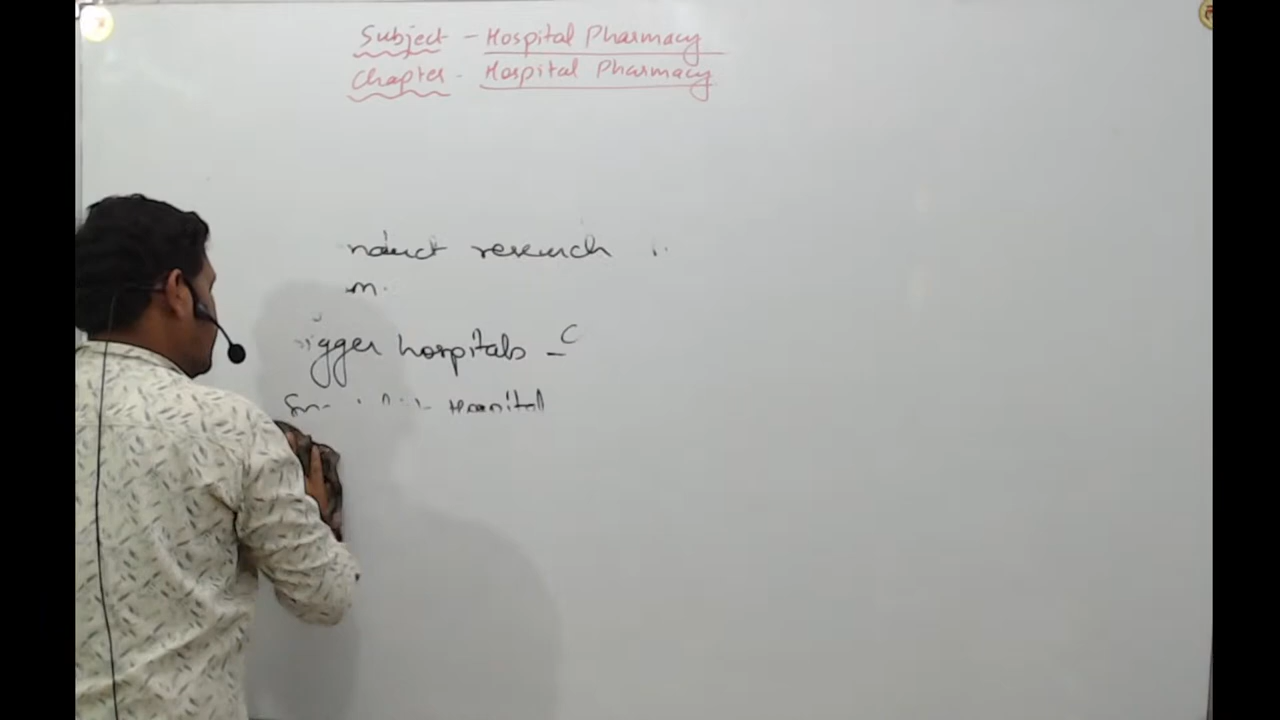 Subject - Hospital Pharmacy
Chapter - Hospital Pharmacy
nduct research
m.
igger hospitals - C
Hospital